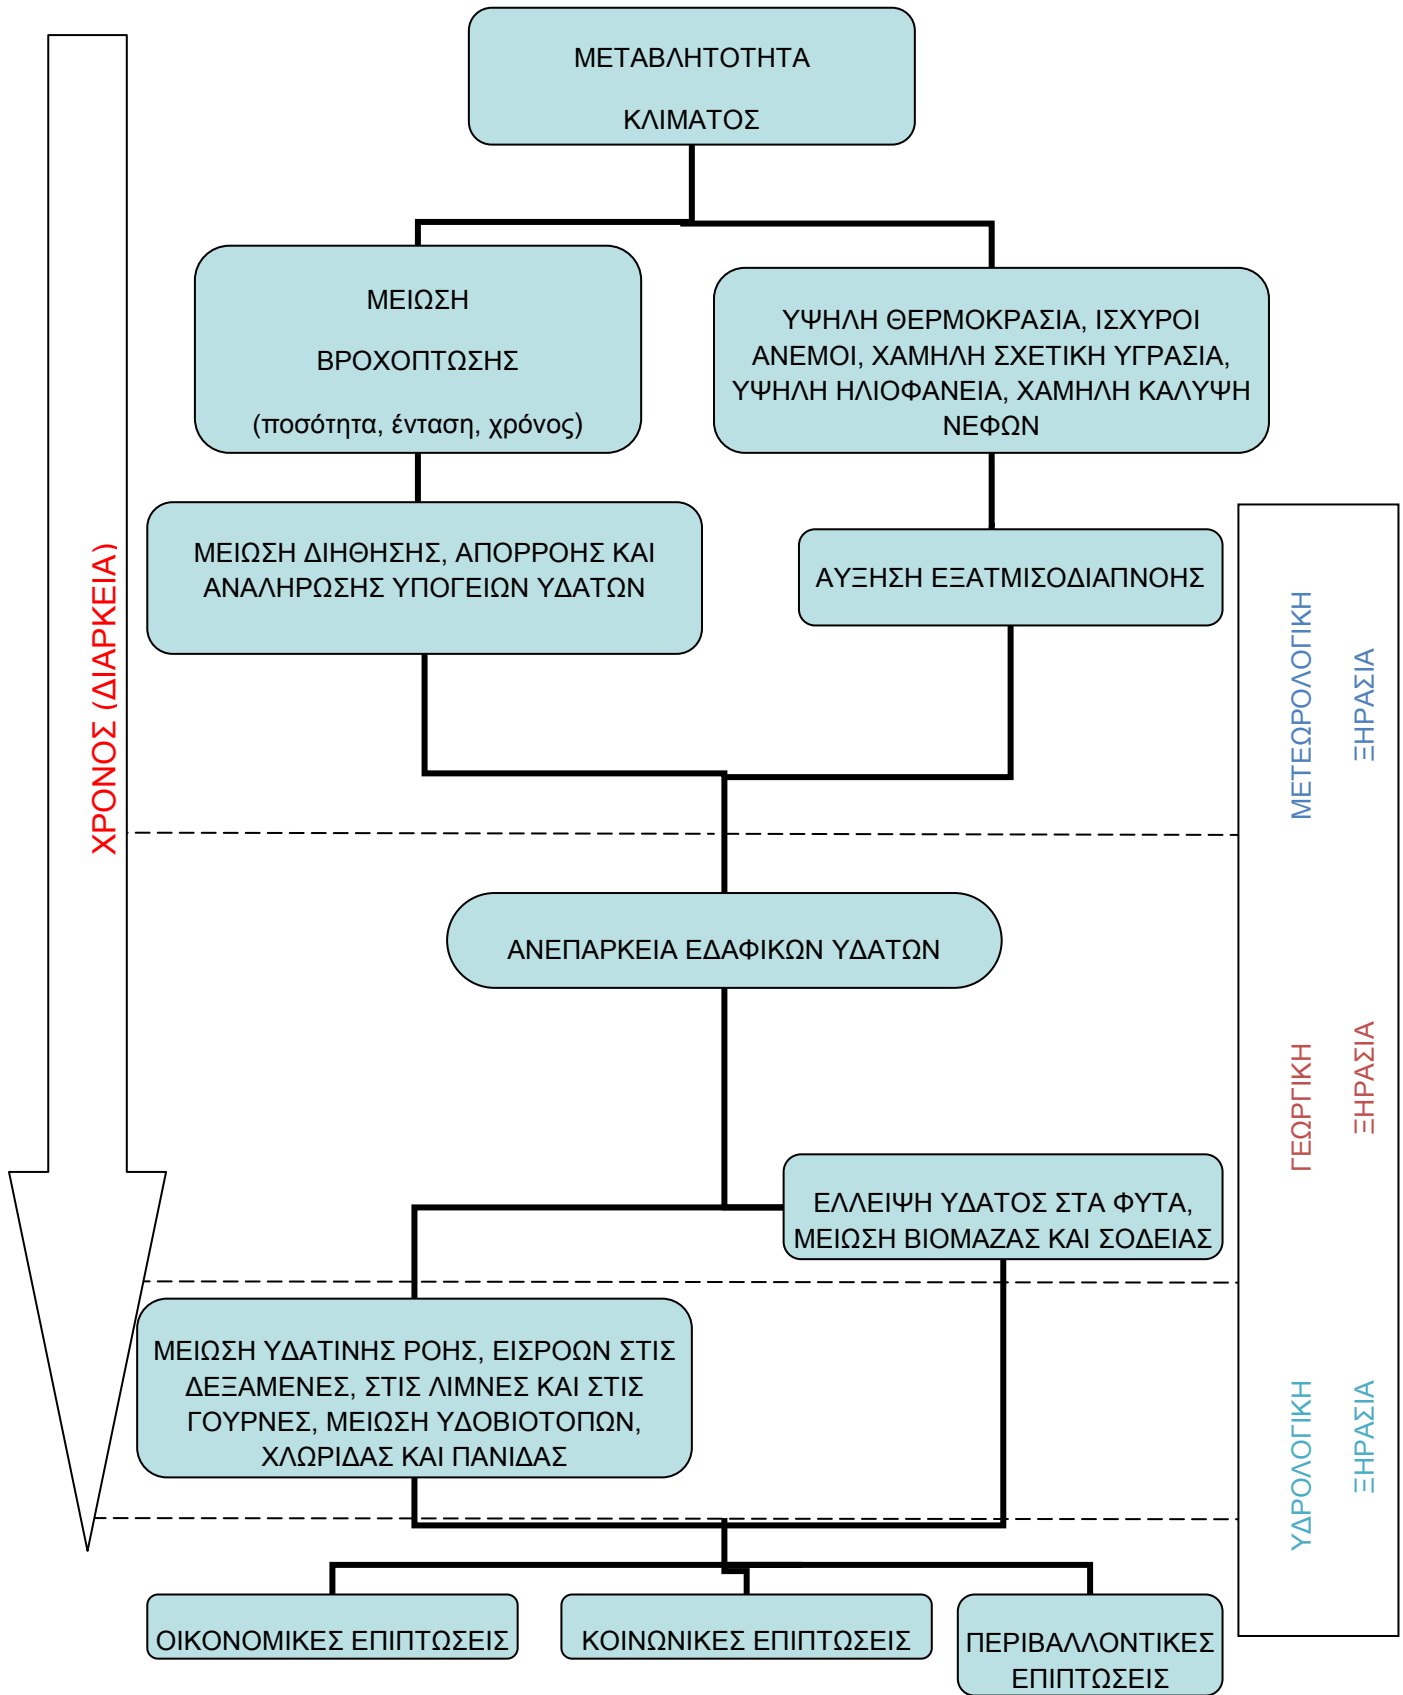 ΜΕΤΑΒΛΗΤΟΤΗΤΑ
ΚΛΙΜΑΤΟΣ
ΜΕΙΩΣΗ
ΒΡΟΧΟΠΤΩΣΗΣ
(ποσότητα, ένταση, χρόνος)
ΥΨΗΛΗ ΘΕΡΜΟΚΡΑΣΙΑ, ΙΣΧΥΡΟΙ
ΑΝΕΜΟΙ, ΧΑΜΗΛΗ ΣΧΕΤΙΚΗ ΥΓΡΑΣΙΑ,
ΥΨΗΛΗ ΗΛΙΟΦΑΝΕΙΑ, ΧΑΜΗΛΗ ΚΑΛΥΨΗ
ΝΕΦΩΝ
ΜΕΙΩΣΗ ΔΙΗΘΗΣΗΣ, ΑΠΟΡΡΟΗΣ ΚΑΙ
ΑΝΑΛΗΡΩΣΗΣ ΥΠΟΓΕΙΩΝ ΥΔΑΤΩΝ
ΑΥΞΗΣΗ ΕΞΑΤΜΙΣΟΔΙΑΠΝΟΗΣ
ΧΡΟΝΟΣ (ΔΙΑΡΚΕΙΑ)
ΜΕΤΕΩΡΟΛΟΓΙΚΗ
ΞΗΡΑΣΙΑ
ΑΝΕΠΑΡΚΕΙΑ ΕΔΑΦΙΚΩΝ ΥΔΑΤΩΝ
ΓΕΩΡΓΙΚΗ
ΞΗΡΑΣΙΑ
ΕΛΛΕΙΨΗ ΥΔΑΤΟΣ ΣΤΑ ΦΥΤΑ,
ΜΕΙΩΣΗ ΒΙΟΜΑΖΑΣ ΚΑΙ ΣΟΔΕΙΑΣ
ΜΕΙΩΣΗ ΥΔΑΤΙΝΗΣ ΡΟΗΣ, ΕΙΣΡΟΩΝ ΣΤΙΣ
ΔΕΞΑΜΕΝΕΣ, ΣΤΙΣ ΛΙΜΝΕΣ ΚΑΙ ΣΤΙΣ
ΓΟΥΡΝΕΣ, ΜΕΙΩΣΗ ΥΔΟΒΙΟΤΟΠΩΝ,
ΧΛΩΡΙΔΑΣ ΚΑΙ ΠΑΝΙΔΑΣ
ΥΔΡΟΛΟΓΙΚΗ
ΞΗΡΑΣΙΑ
ΟΙΚΟΝΟΜΙΚΕΣ ΕΠΙΠΤΩΣΕΙΣ
ΚΟΙΝΩΝΙΚΕΣ ΕΠΙΠΤΩΣΕΙΣ
ΠΕΡΙΒΑΛΛΟΝΤΙΚΕΣ
ΕΠΙΠΤΩΣΕΙΣ